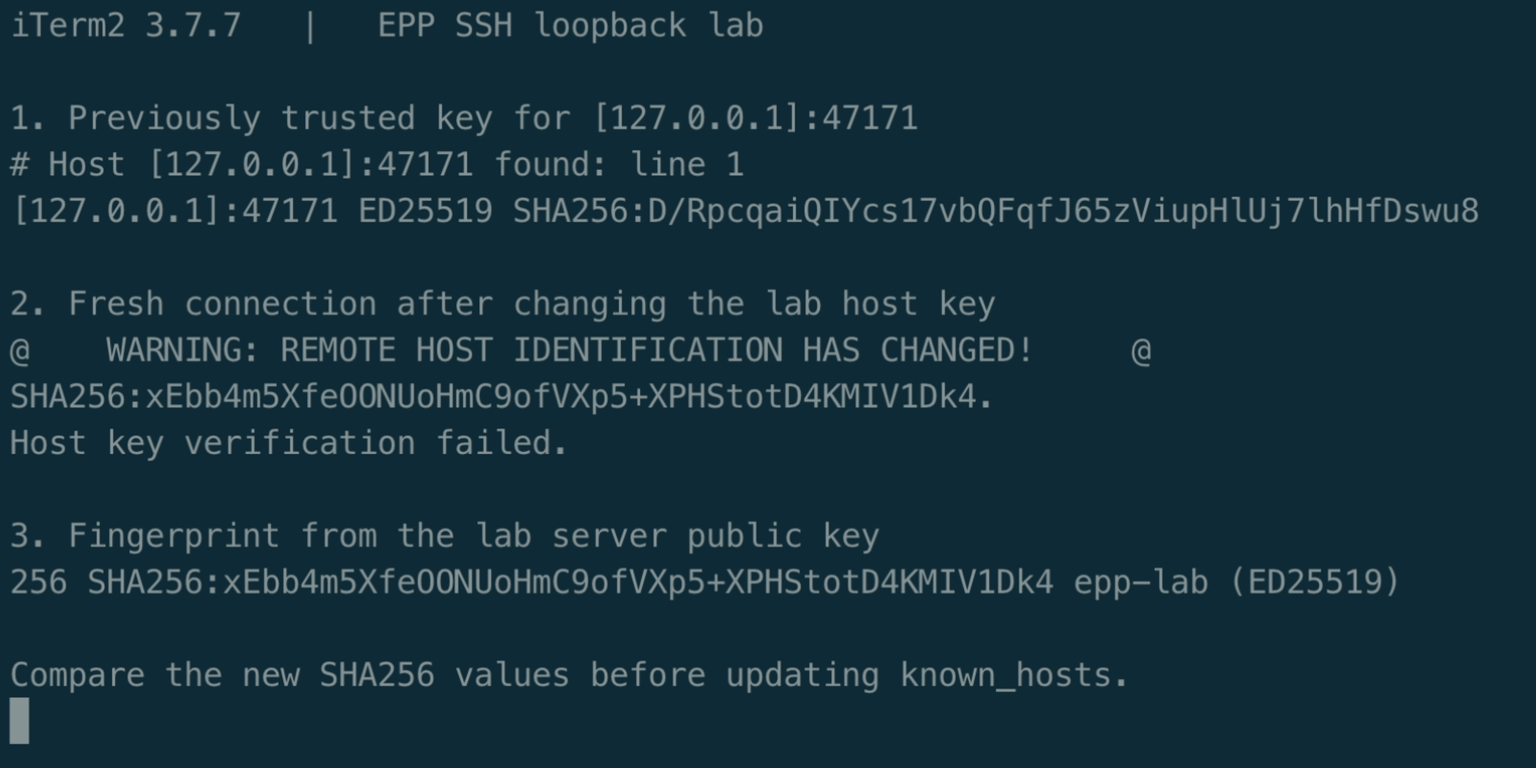 iTerm2 3.7.7   |   EPP SSH loopback lab
1. Previously trusted key for [127.0.0.1]:47171
# Host [127.0.0.1]:47171 found: line 1
[127.0.0.1]:47171 ED25519 SHA256:D/RpcqaiQIYcs17vbQFqfJ65zViupHlUj7lhHfDswu8
2. Fresh connection after changing the lab host key
@    WARNING: REMOTE HOST IDENTIFICATION HAS CHANGED!     @
SHA256:xEbb4m5XfeOONUoHmC9ofVXp5+XPHStotD4KMIV1Dk4.
Host key verification failed.
3. Fingerprint from the lab server public key
256 SHA256:xEbb4m5XfeOONUoHmC9ofVXp5+XPHStotD4KMIV1Dk4 epp-lab (ED25519)
Compare the new SHA256 values before updating known_hosts.